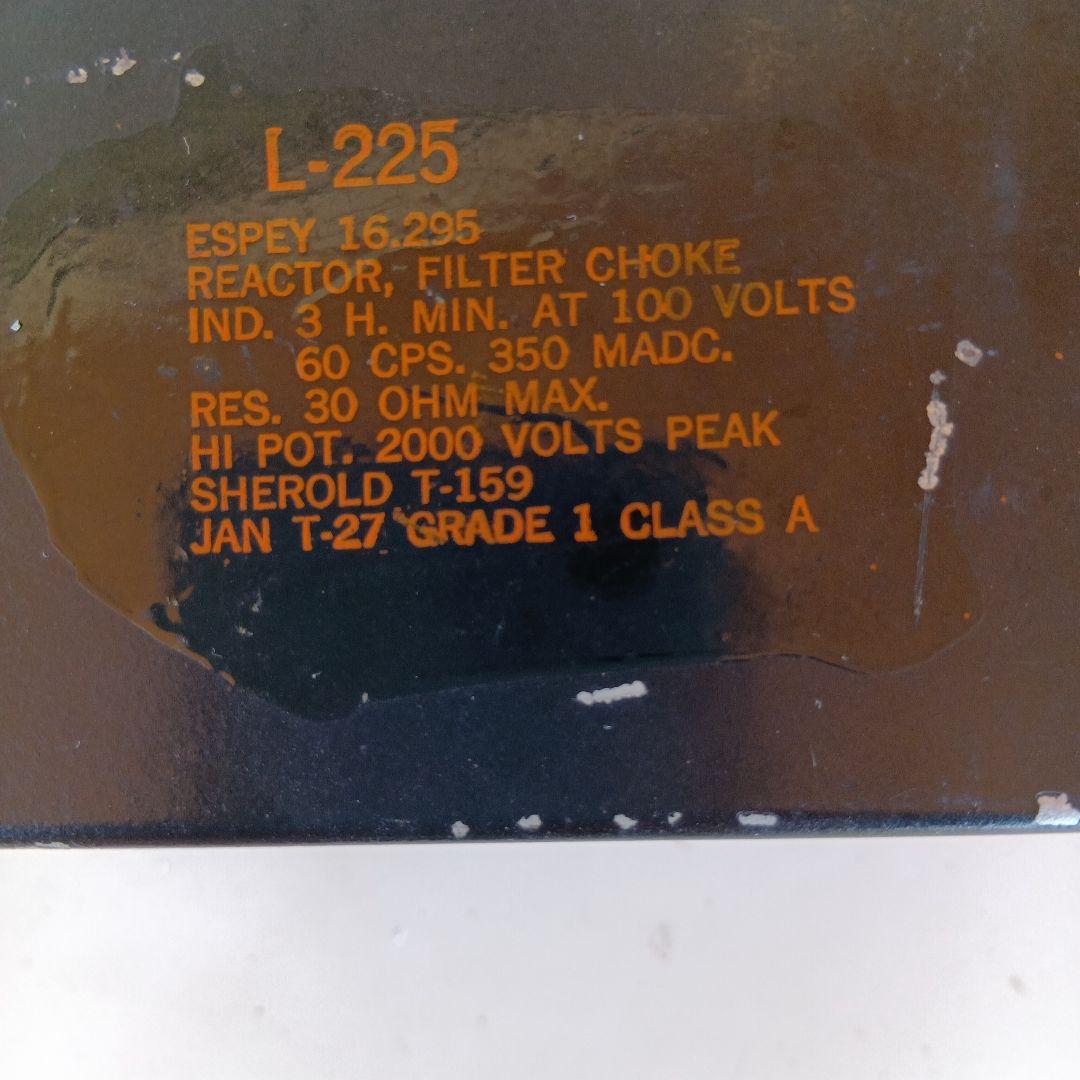 L-225
ESPEY 16.295
REACTOR, FILTER CHOKE
IND. 3 H. MIN. AT 100 VOLTS
60 CPS. 350 MADC.
RES. 30 OHM MAX.
HI POT. 2000 VOLTS PEAK
SHEROLD T-159
JAN T-27 GRADE 1 CLASS A